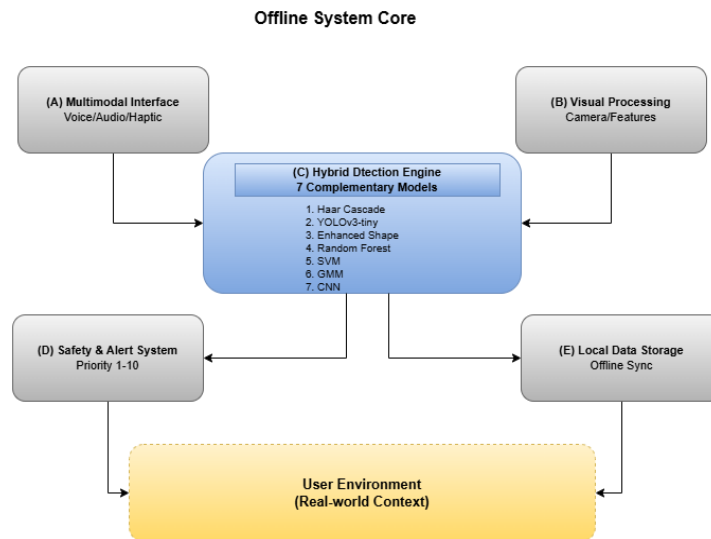 Offline System Core
(A) Multimodal Interface
Voice/Audio/Haptic
(B) Visual Processing
Camera/Features
(C) Hybrid Dtection Engine
7 Complementary Models
1. Haar Cascade
2. YOLOv3-tiny
3. Enhanced Shape
4. Random Forest
5. SVM
6. GMM
7. CNN
(D) Safety & Alert System
Priority 1-10
(E) Local Data Storage
Offline Sync
User Environment
(Real-world Context)